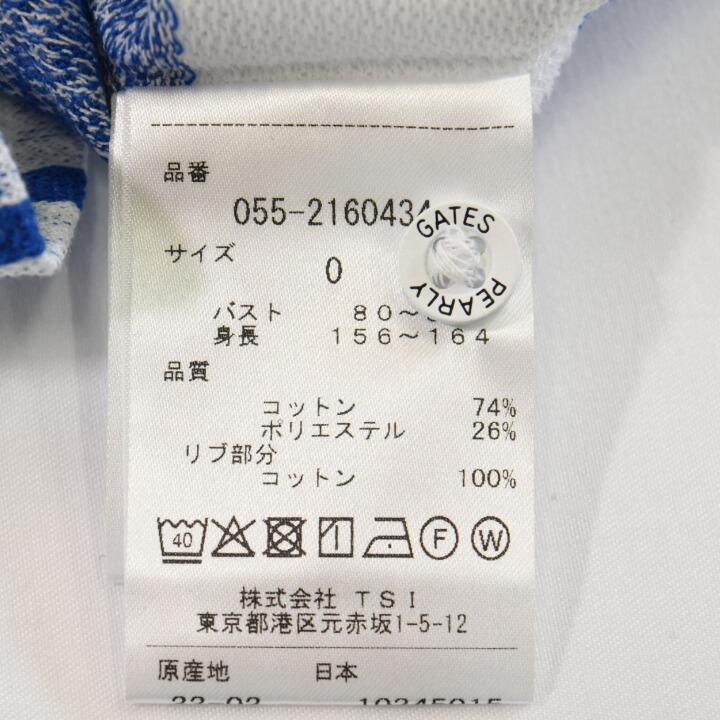 品番
055-2160434
サイズ
0
バスト 80～
身長 156～164
品質
コットン 74%
ポリエステル 26%
リブ部分
コットン 100%
40
F
W
株式会社 TSI
東京都港区元赤坂1-5-12
原産地 日本
PEARLY GATES